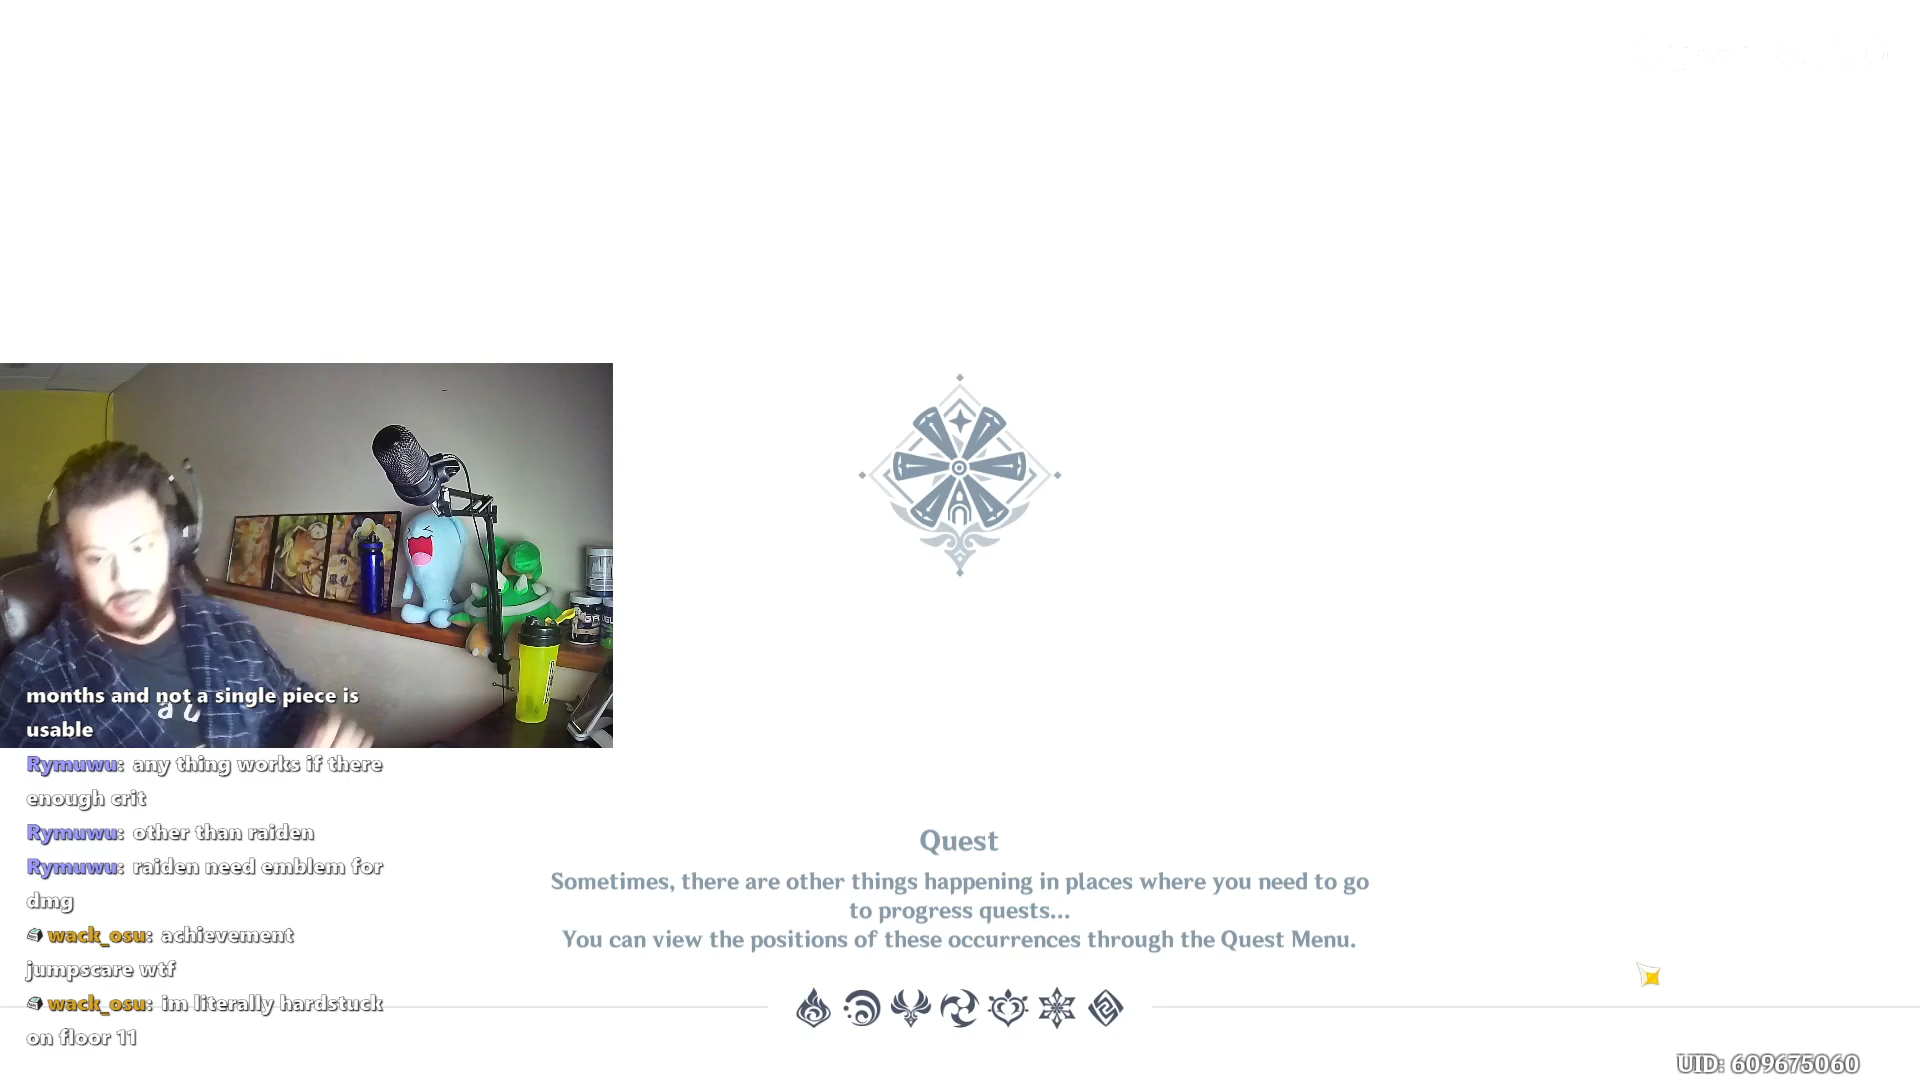 months and not a single piece is
usable
Rymuwu: any thing works if there
enough crit
Rymuwu: other than raiden
Rymuwu: raiden need emblem for
dmg
wack_osu: achievement
jumpscare wtf
wack_osu: im literally hardstuck
on floor 11
Quest
Sometimes, there are other things happening in places where you need to go
to progress quests...
You can view the positions of these occurrences through the Quest Menu.
UID: 609675060